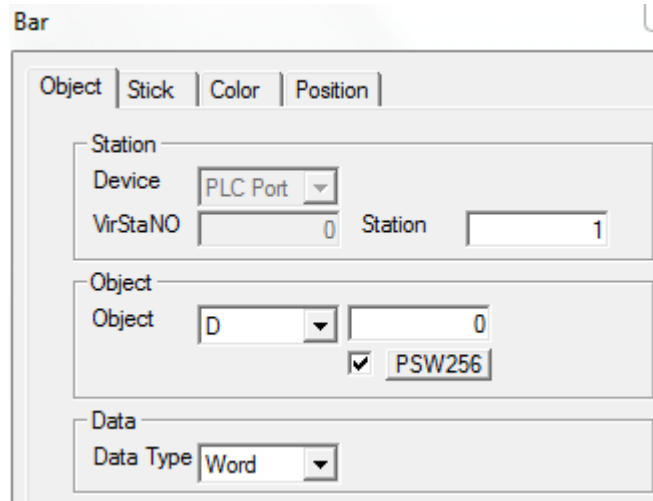 Bar
Object Stick Color Position
Station
Device PLC Port
VirStaNO 0 Station 1
Object
Object D 0
PSW256
Data
Data Type Word